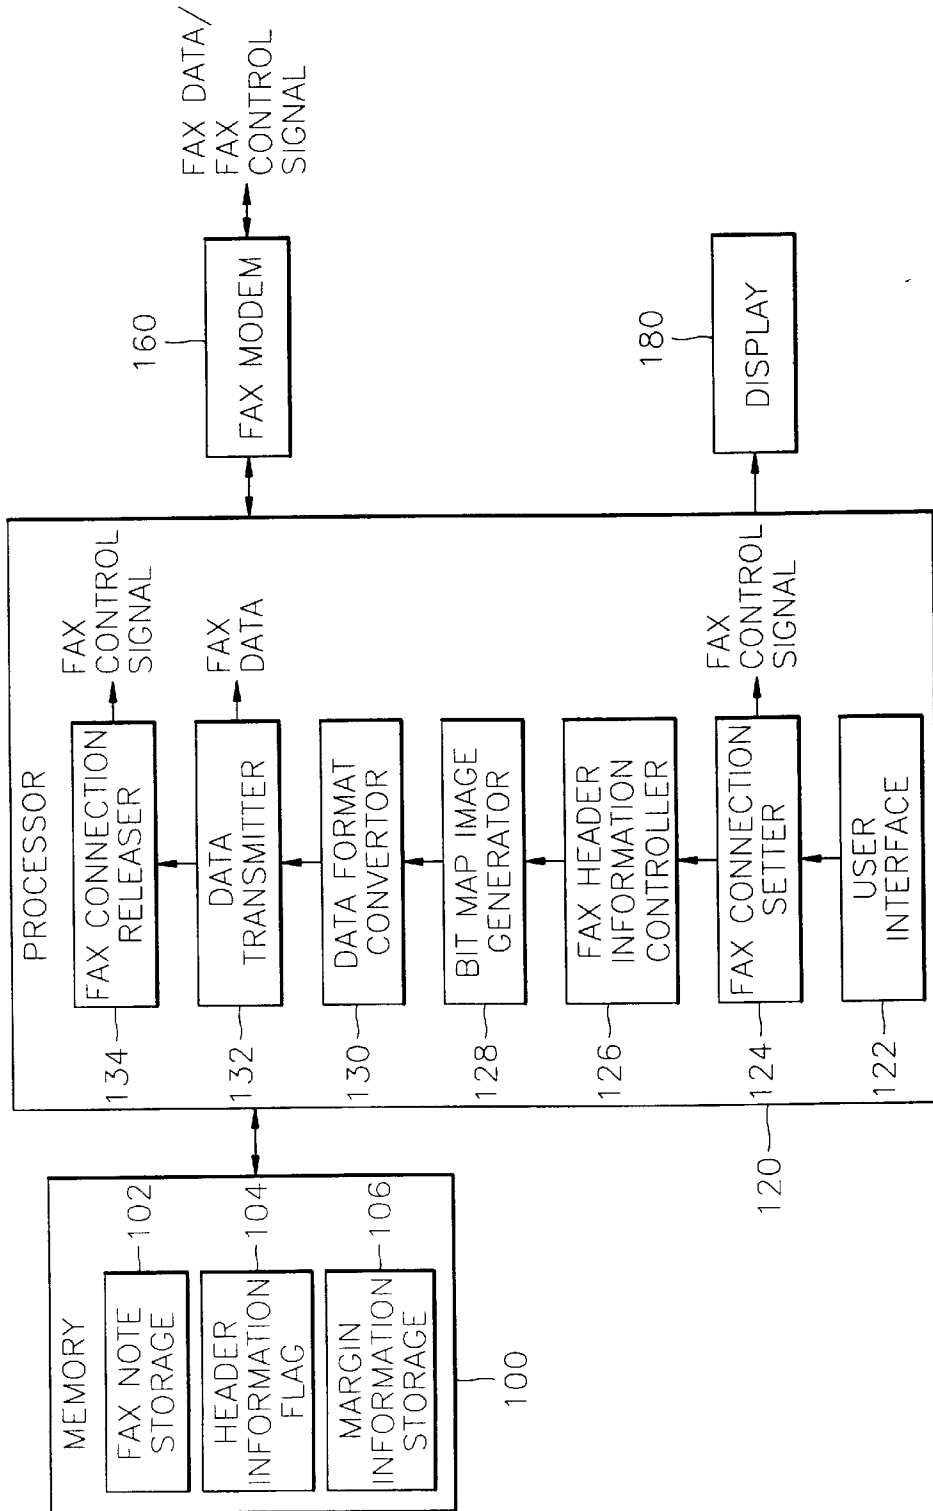 MEMORY
FAX NOTE
STORAGE
102
HEADER
INFORMATION
FLAG
104
MARGIN
INFORMATION
STORAGE
106
100
PROCESSOR
FAX CONNECTION
RELEASER
134
FAX
CONTROL
SIGNAL
DATA
TRANSMITTER
132
FAX
DATA
DATA FORMAT
CONVERTOR
130
BIT MAP IMAGE
GENERATOR
128
FAX HEADER
INFORMATION
CONTROLLER
126
FAX CONNECTION
SETTER
124
FAX
CONTROL
SIGNAL
USER
INTERFACE
122
120
FAX MODEM
160
FAX DATA/
FAX
CONTROL
SIGNAL
DISPLAY
180